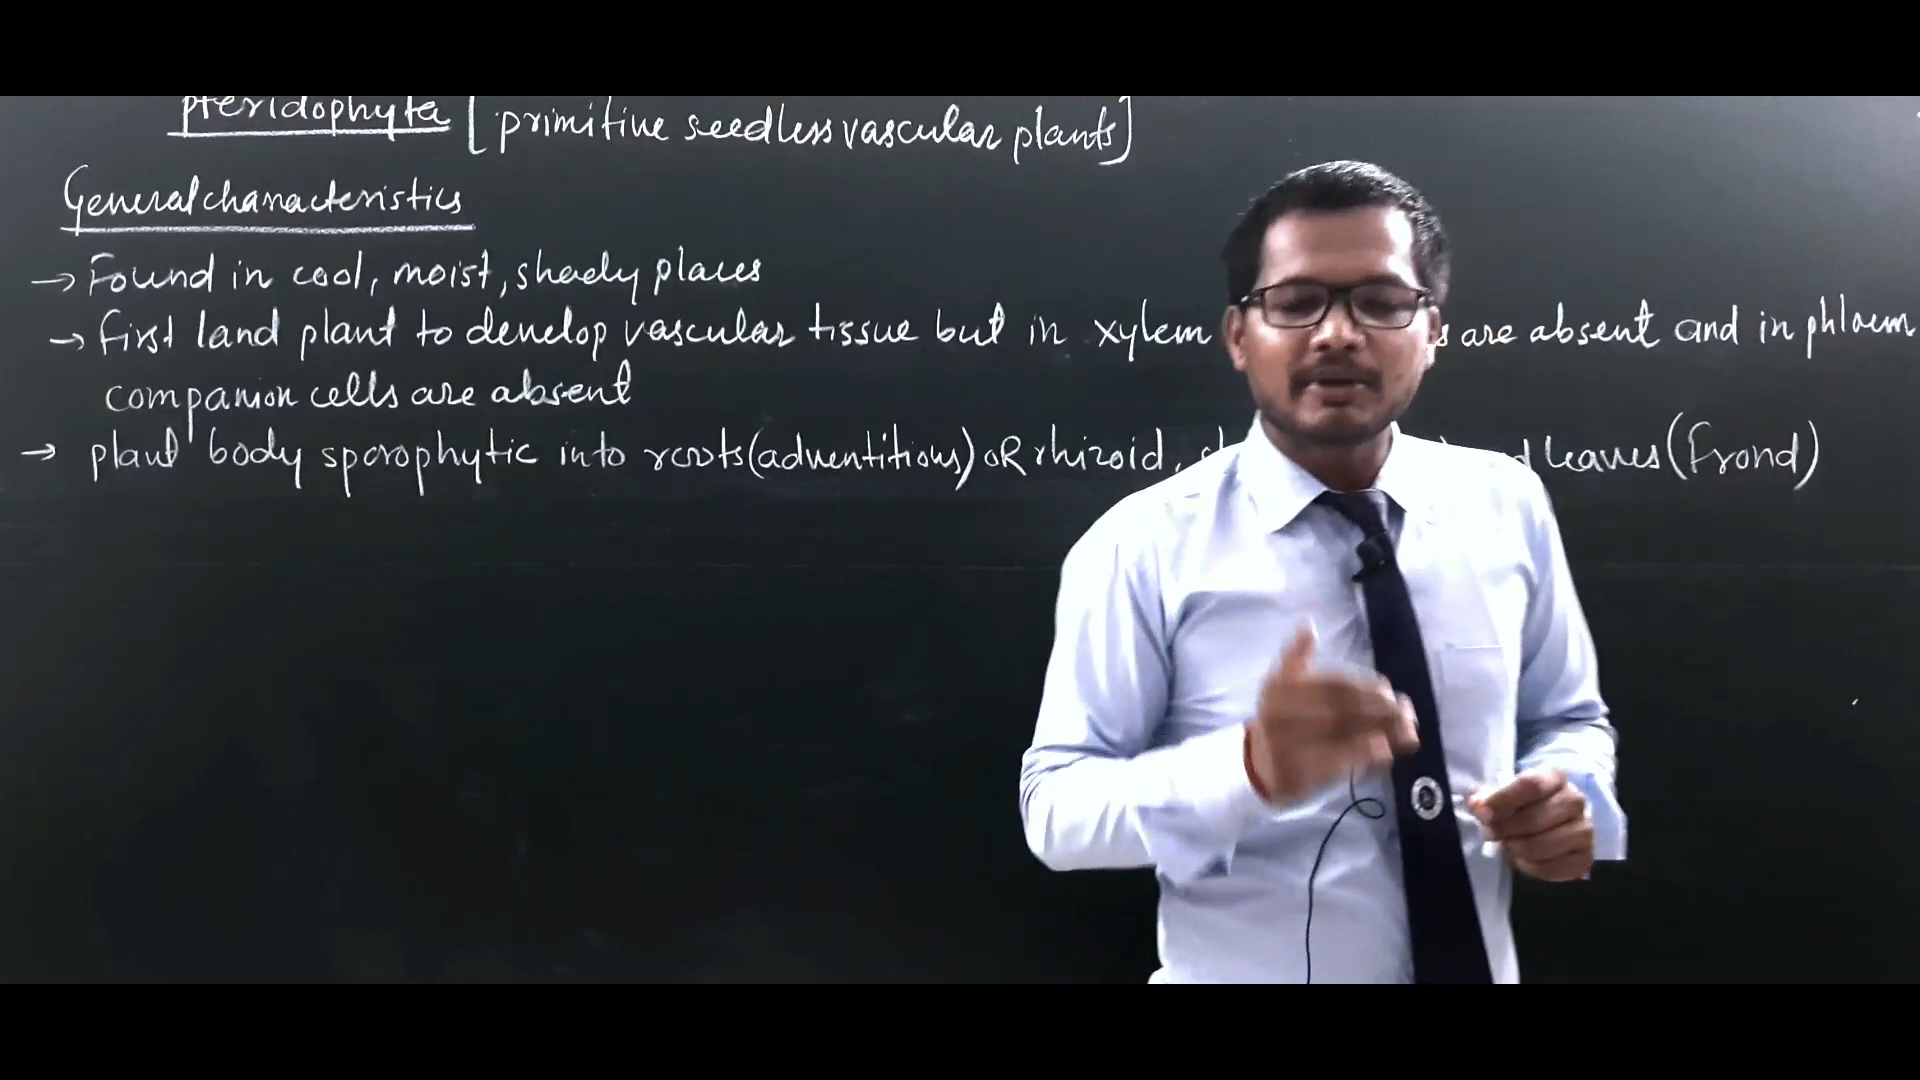 pteridophyta [primitive seedless vascular plants]
General characteristics
→ Found in cool, moist, shady places
→ First land plant to develop vascular tissue but in xylem are absent and in phloem
companion cells are absent
→ plant body sporophytic into roots (adventitious) OR rhizoid, leaves (Frond)